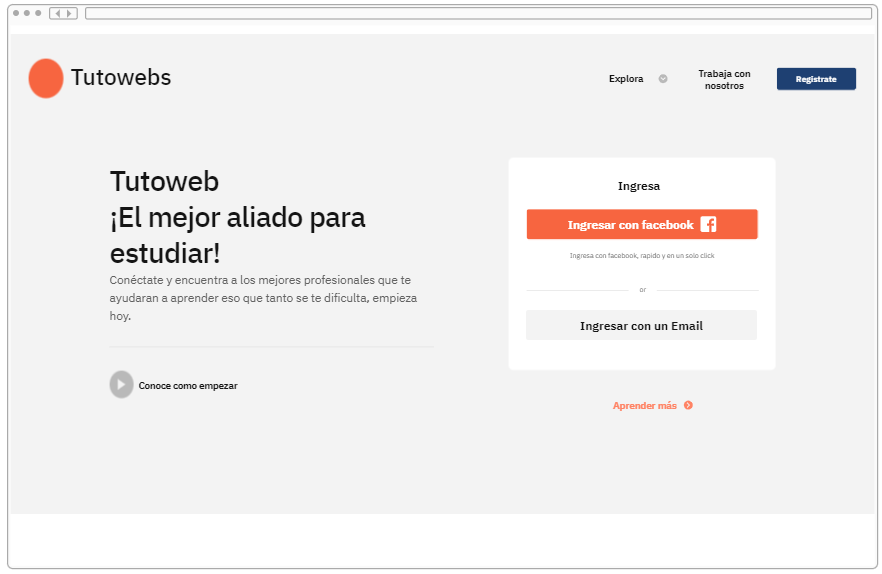 Tutowebs
Explora
Trabaja con
nosotros
Registrate
Tutoweb
¡El mejor aliado para
estudiar!
Conéctate y encuentra a los mejores profesionales que te
ayudaran a aprender eso que tanto se te dificulta, empieza
hoy.
Conoce como empezar
Ingresa
Ingresar con facebook
Ingresa con facebook, rapido y en un solo click
or
Ingresar con un Email
Aprender más